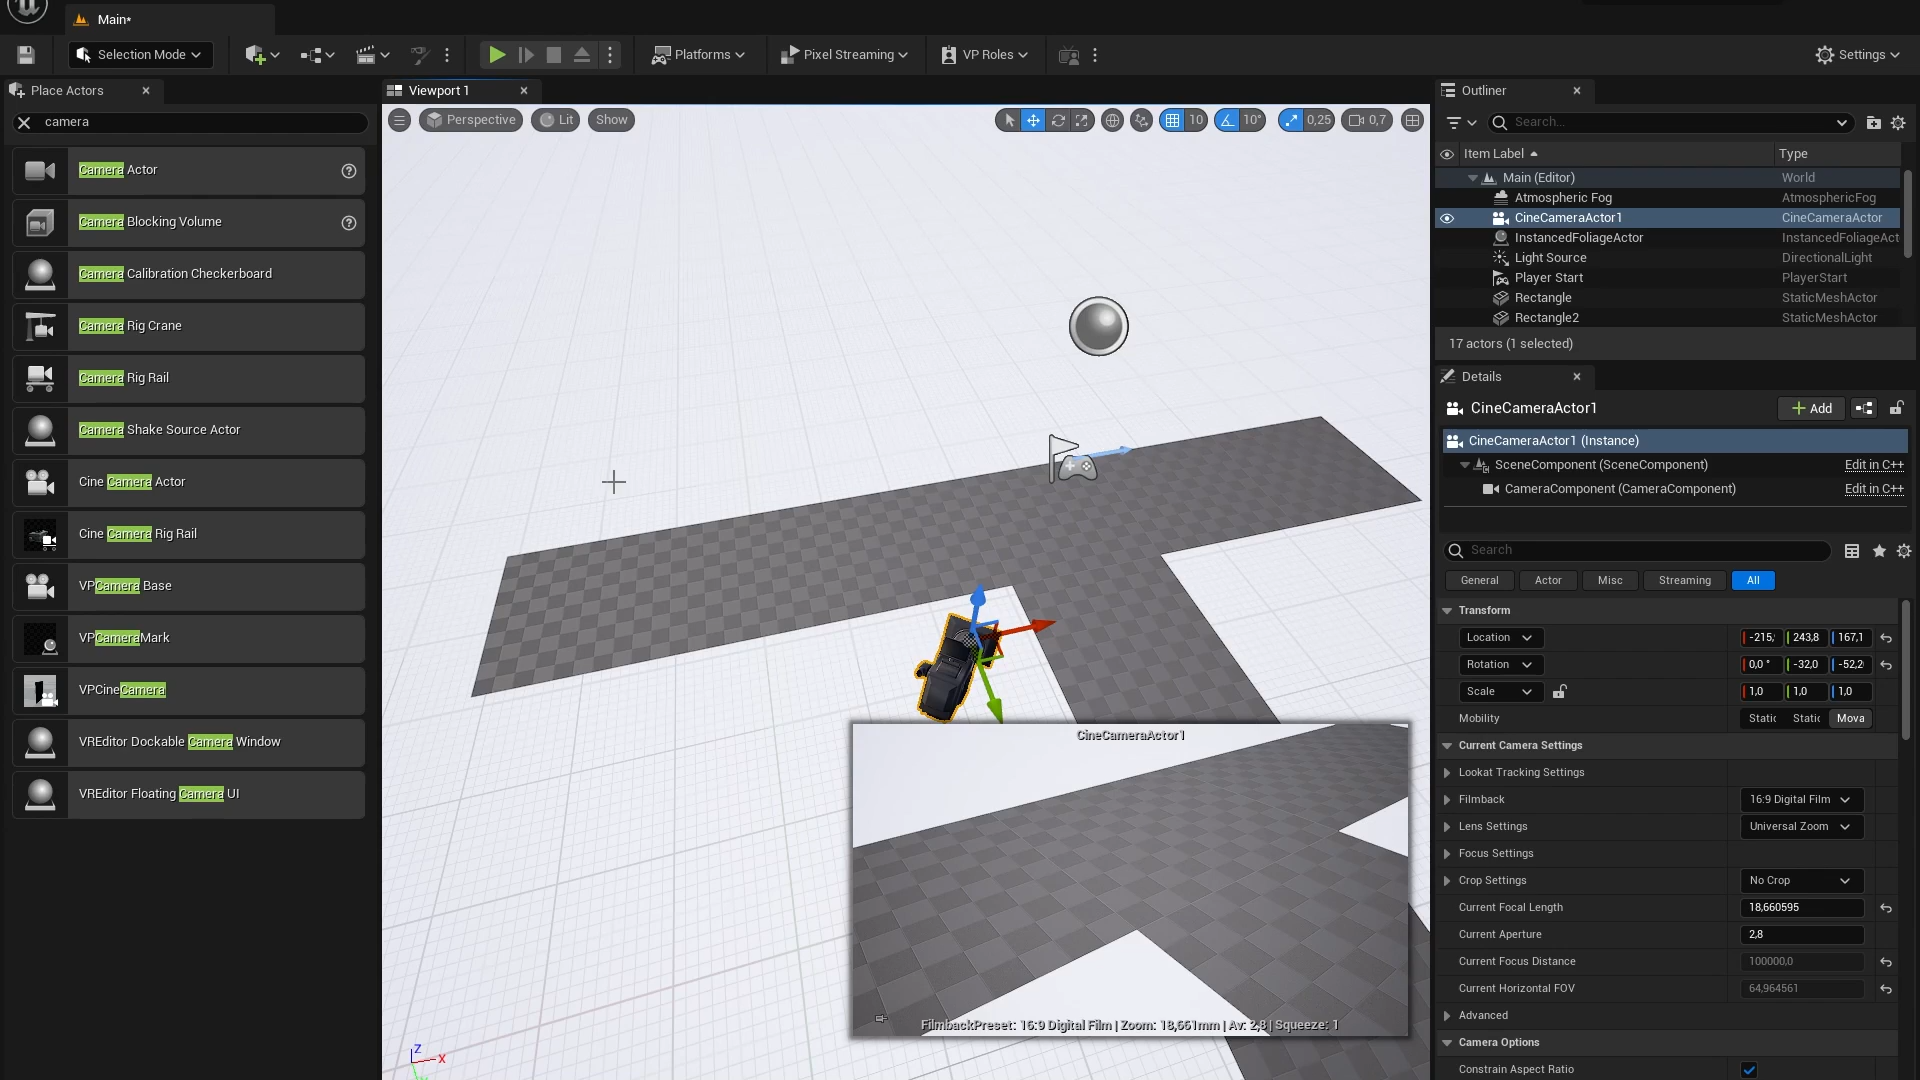 Main*
Selection Mode
Platforms
Pixel Streaming
VP Roles
Settings
Place Actors
camera
Camera Actor
Camera Blocking Volume
Camera Calibration Checkerboard
Camera Rig Crane
Camera Rig Rail
Camera Shake Source Actor
Cine Camera Actor
Cine Camera Rig Rail
VPCamera Base
VPCameraMark
VPCineCamera
VREditor Dockable Camera Window
VREditor Floating Camera UI
Viewport 1
Perspective
Lit
Show
10
10°
0,25
0,7
CineCameraActor1
FilmbackPreset: 16:9 Digital Film | Zoom: 18,661mm | Av: 2,8 | Squeeze: 1
Z
X
Outliner
Search...
Item Label Type
Main (Editor) World
Atmospheric Fog AtmosphericFog
CineCameraActor1 CineCameraActor
InstancedFoliageActor InstancedFoliageAct
Light Source DirectionalLight
Player Start PlayerStart
Rectangle StaticMeshActor
Rectangle2 StaticMeshActor
17 actors (1 selected)
Details
CineCameraActor1
Add
CineCameraActor1 (Instance)
SceneComponent (SceneComponent) Edit in C++
CameraComponent (CameraComponent) Edit in C++
Search
General Actor Misc Streaming All
Transform
Location -215, 243,8 167,1
Rotation 0,0 ° -32,0 -52,2
Scale 1,0 1,0 1,0
Mobility Static Static Mova
Current Camera Settings
Lookat Tracking Settings
Filmback 16:9 Digital Film
Lens Settings Universal Zoom
Focus Settings
Crop Settings No Crop
Current Focal Length 18,660595
Current Aperture 2,8
Current Focus Distance 100000,0
Current Horizontal FOV 64,964561
Advanced
Camera Options
Constrain Aspect Ratio